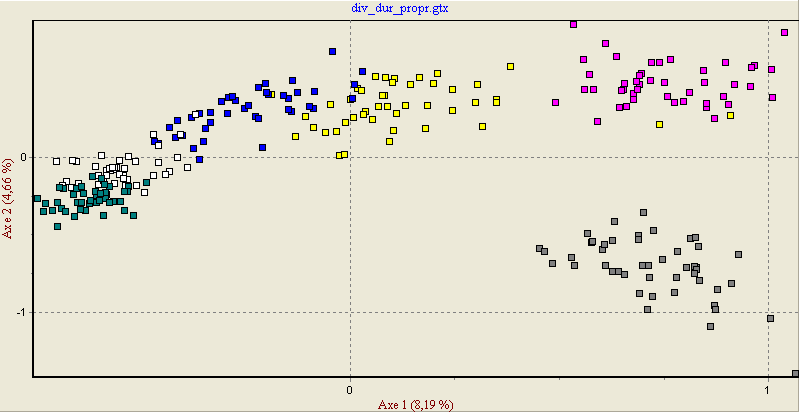 div_dur_propr.gtx
0
Axe 2 (4,66 %)
-1
0
1
Axe 1 (8,19 %)